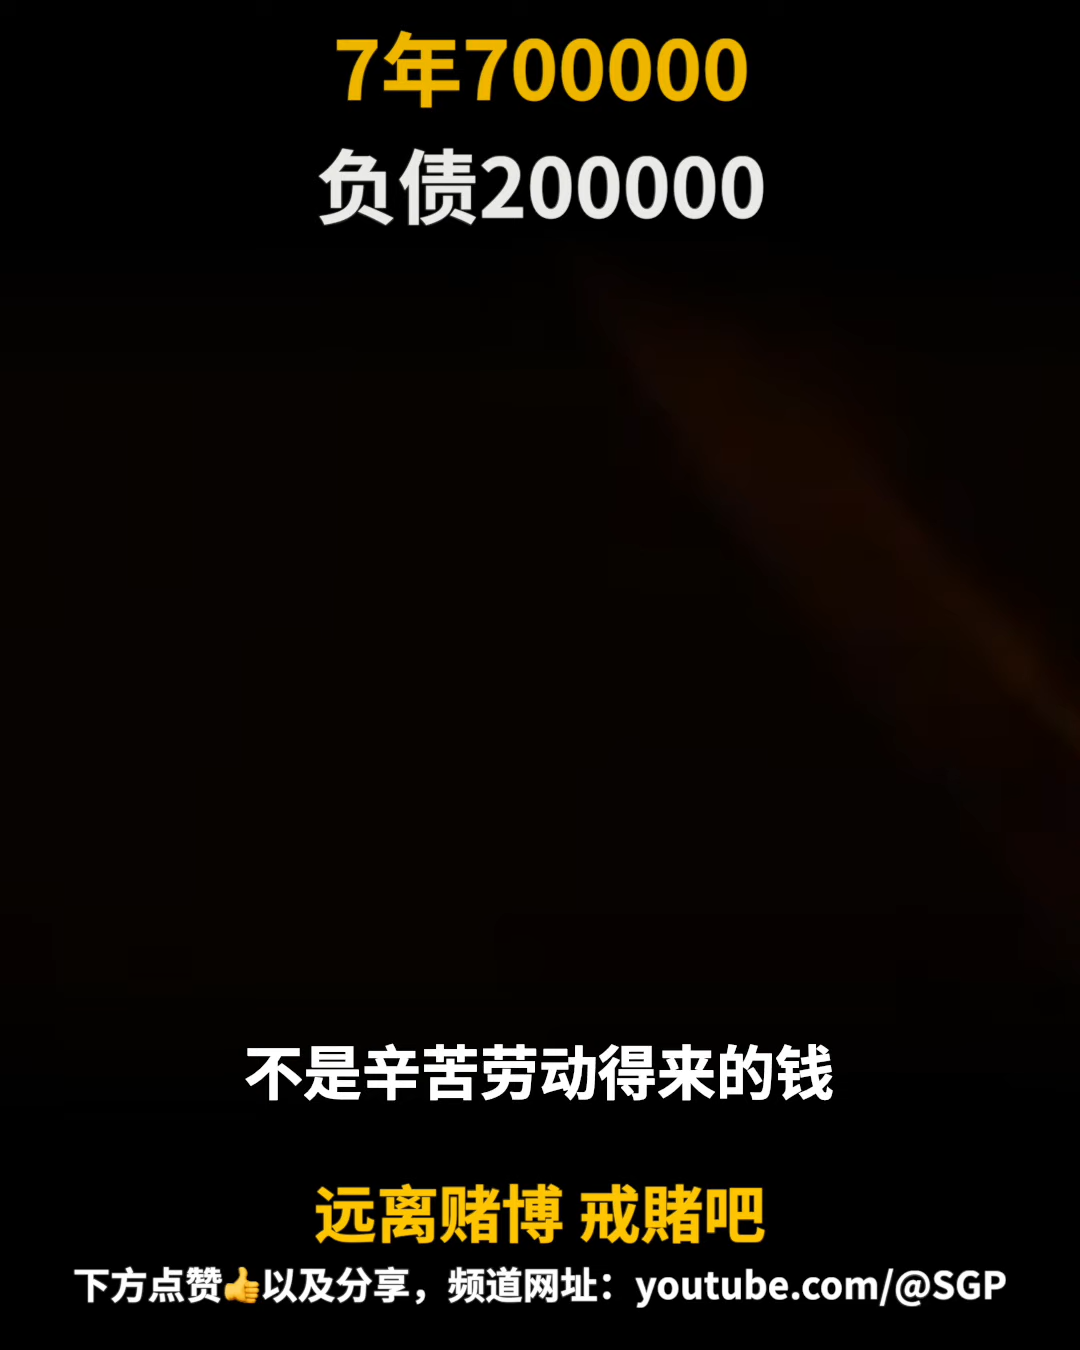 7年700000
负债200000
不是辛苦劳动得来的钱
远离赌博 戒賭吧
下方点赞👍以及分享，频道网址：youtube.com/@SGP